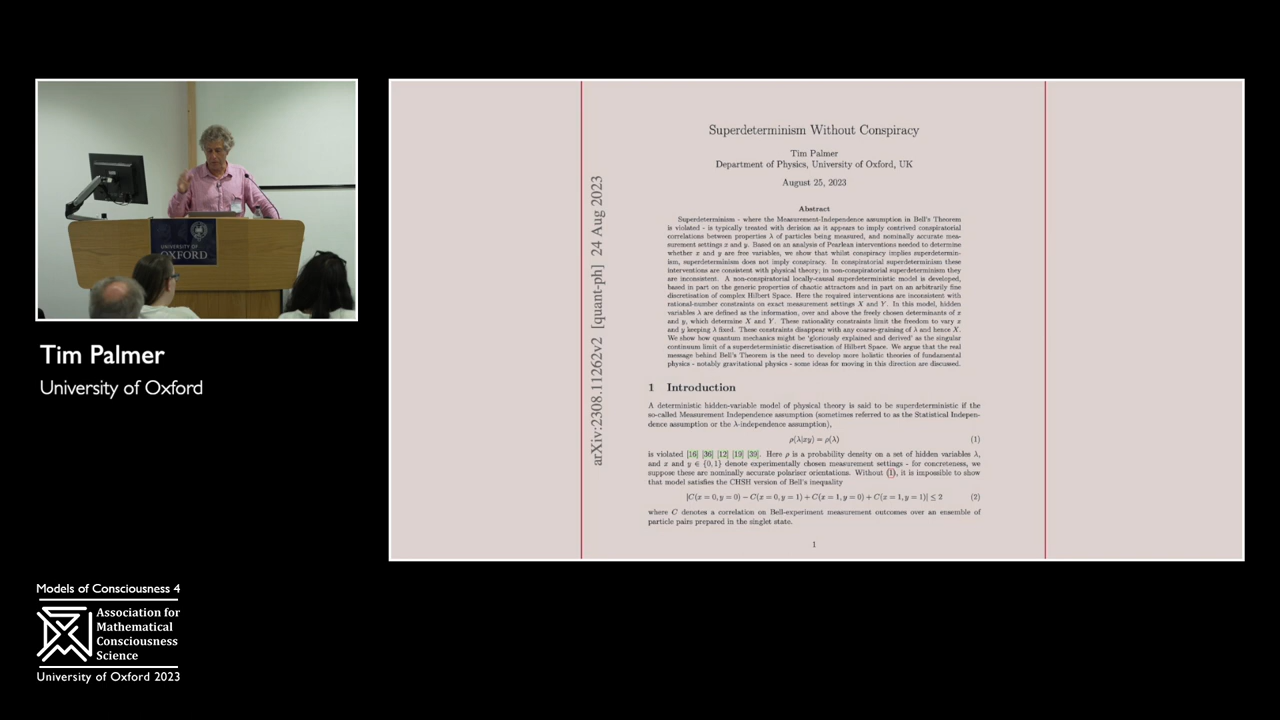 UNIVERSITY OF
OXFORD
Tim Palmer
University of Oxford
Models of Consciousness 4
Association for
Mathematical
Consciousness
Science
University of Oxford 2023
arXiv:2308.11262v2 [quant-ph] 24 Aug 2023
Superdeterminism Without Conspiracy
Tim Palmer
Department of Physics, University of Oxford, UK
August 25, 2023
Abstract
Superdeterminism - where the Measurement-Independence assumption in Bell's Theorem
is violated - is typically treated with decision as it appears to imply contrived conspiratorial
correlations between properties λ of particles being measured, and nominally accurate mea-
surement settings x and y. Based on an analysis of Pearlean interventions needed to determine
whether x and y are free variables, we show that whilst conspiracy implies superdetermin-
ism, superdeterminism does not imply conspiracy. In conspiratorial superdeterminism these
interventions are consistent with physical theory; in non-conspiratorial superdeterminism they
are inconsistent. A non-conspiratorial locally-causal superdeterministic model is developed,
based in part on the generic properties of chaotic attractors and in part on an arbitrarily fine
discretisation of complex Hilbert Space. Here the required interventions are inconsistent with
rational-number constraints on exact measurement settings X and Y. In this model, hidden
variables λ are defined as the information, over and above the freely chosen determinants of x
and y, which determine X and Y. These rationality constraints limit the freedom to vary x
and y keeping λ fixed. These constraints disappear with any coarse-graining of λ and hence X.
We show how quantum mechanics might be 'gloriously explained and derived' as the singular
continuum limit of a superdeterministic discretisation of Hilbert Space. We argue that the real
message behind Bell's Theorem is the need to develop more holistic theories of fundamental
physics - notably gravitational physics - some ideas for moving in this direction are discussed.
1 Introduction
A deterministic hidden-variable model of physical theory is said to be superdeterministic if the
so-called Measurement Independence assumption (sometimes referred to as the Statistical Indepen-
dence assumption or the λ-independence assumption),
ρ(λ|xy) = ρ(λ) (1)
is violated [16] [36] [12] [19] [39]. Here ρ is a probability density on a set of hidden variables λ,
and x and y ∈ {0,1} denote experimentally chosen measurement settings - for concreteness, we
suppose these are nominally accurate polariser orientations. Without (1), it is impossible to show
that model satisfies the CHSH version of Bell's inequality
|C(x = 0, y = 0) − C(x = 0, y = 1) + C(x = 1, y = 0) + C(x = 1, y = 1)| ≤ 2 (2)
where C denotes a correlation on Bell-experiment measurement outcomes over an ensemble of
particle pairs prepared in the singlet state.
1